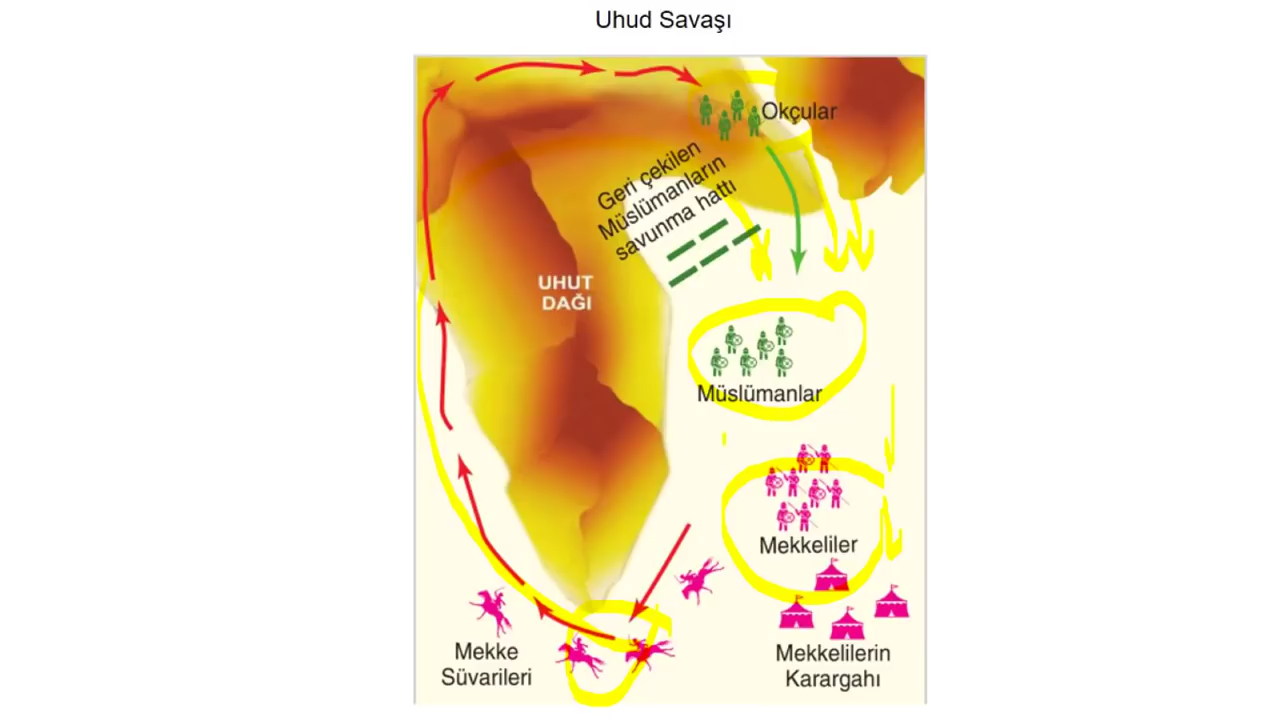 Uhud Savaşı
Okçular
Geri çekilen
Müslümanların
savunma hattı
UHUT
DAĞI
Müslümanlar
Mekkeliler
Mekke
Süvarileri
Mekkelilerin
Karargahı